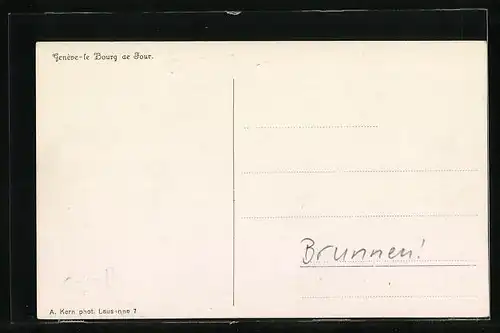 Genève-le Bourg de Four.
Brunnen!
A. Kern phot. Lausanne 7